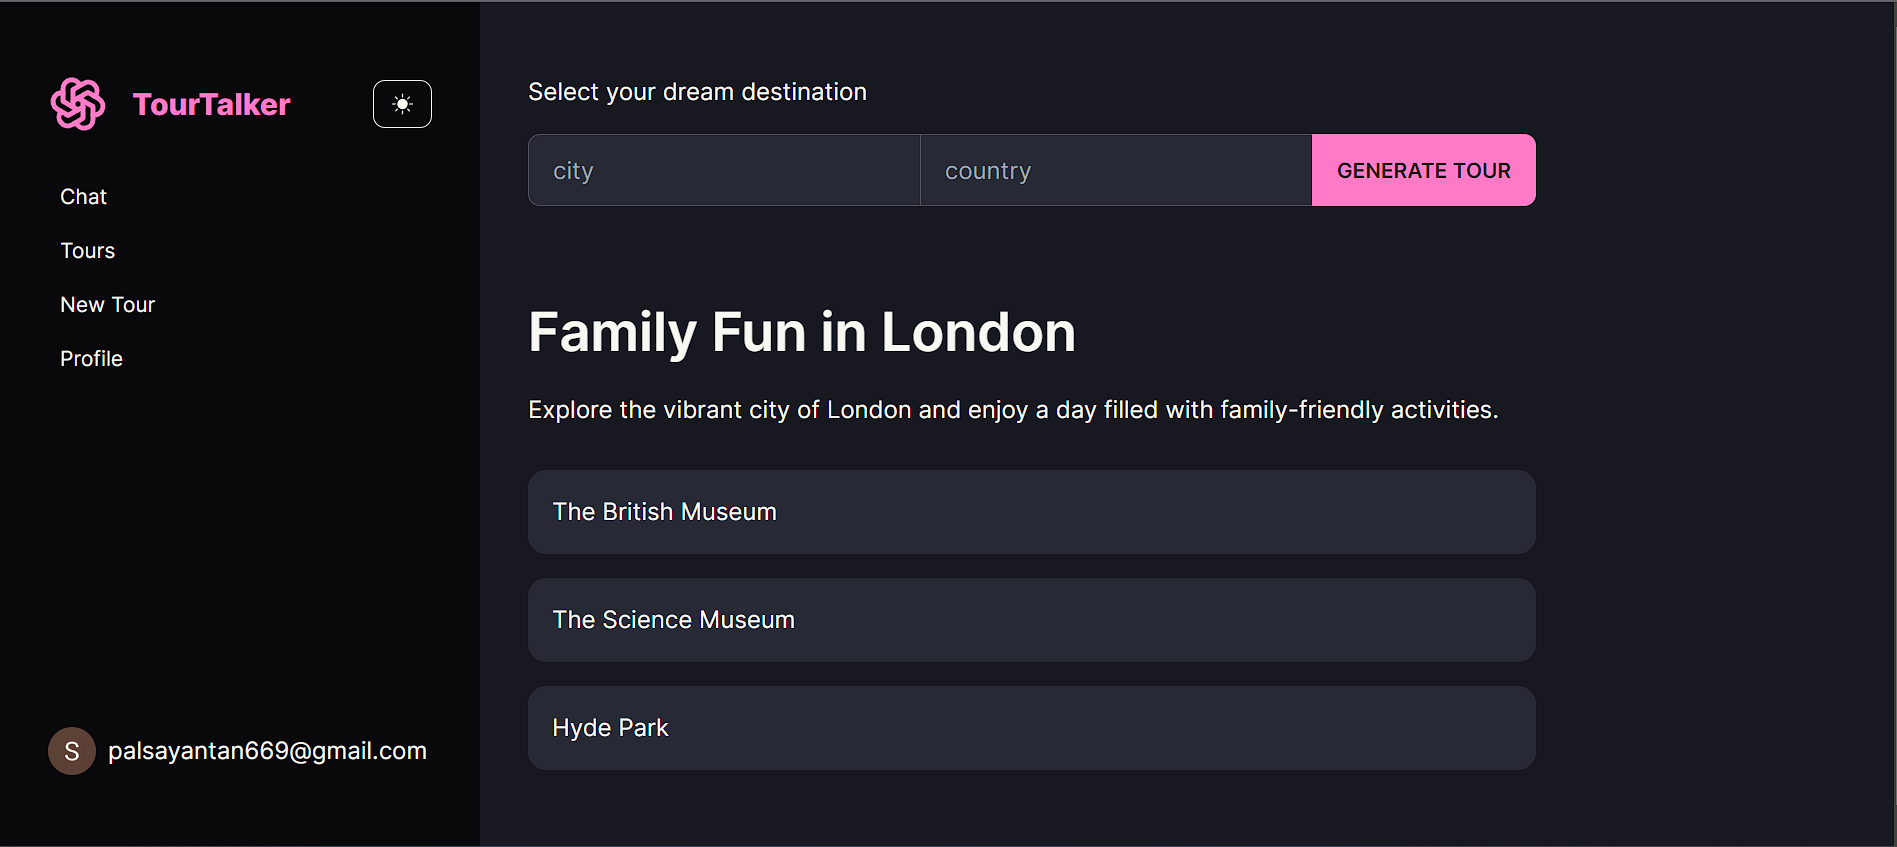 TourTalker
Chat
Tours
New Tour
Profile
S
palsayantan669@gmail.com
Select your dream destination
city
country
GENERATE TOUR
Family Fun in London
Explore the vibrant city of London and enjoy a day filled with family-friendly activities.
The British Museum
The Science Museum
Hyde Park